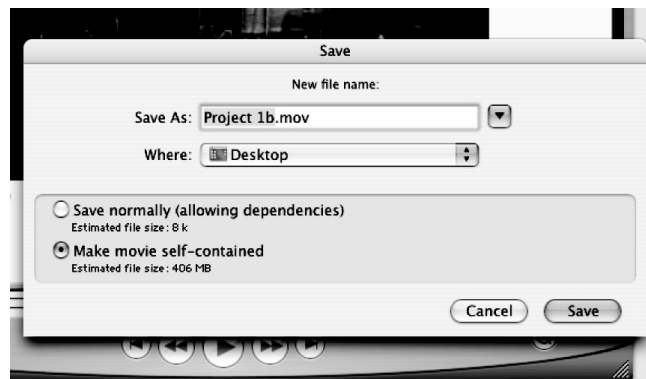 Save
New file name:
Save As: Project 1b.mov
Where: Desktop
Save normally (allowing dependencies)
Estimated file size: 8 k
Make movie self-contained
Estimated file size: 406 MB
Cancel Save